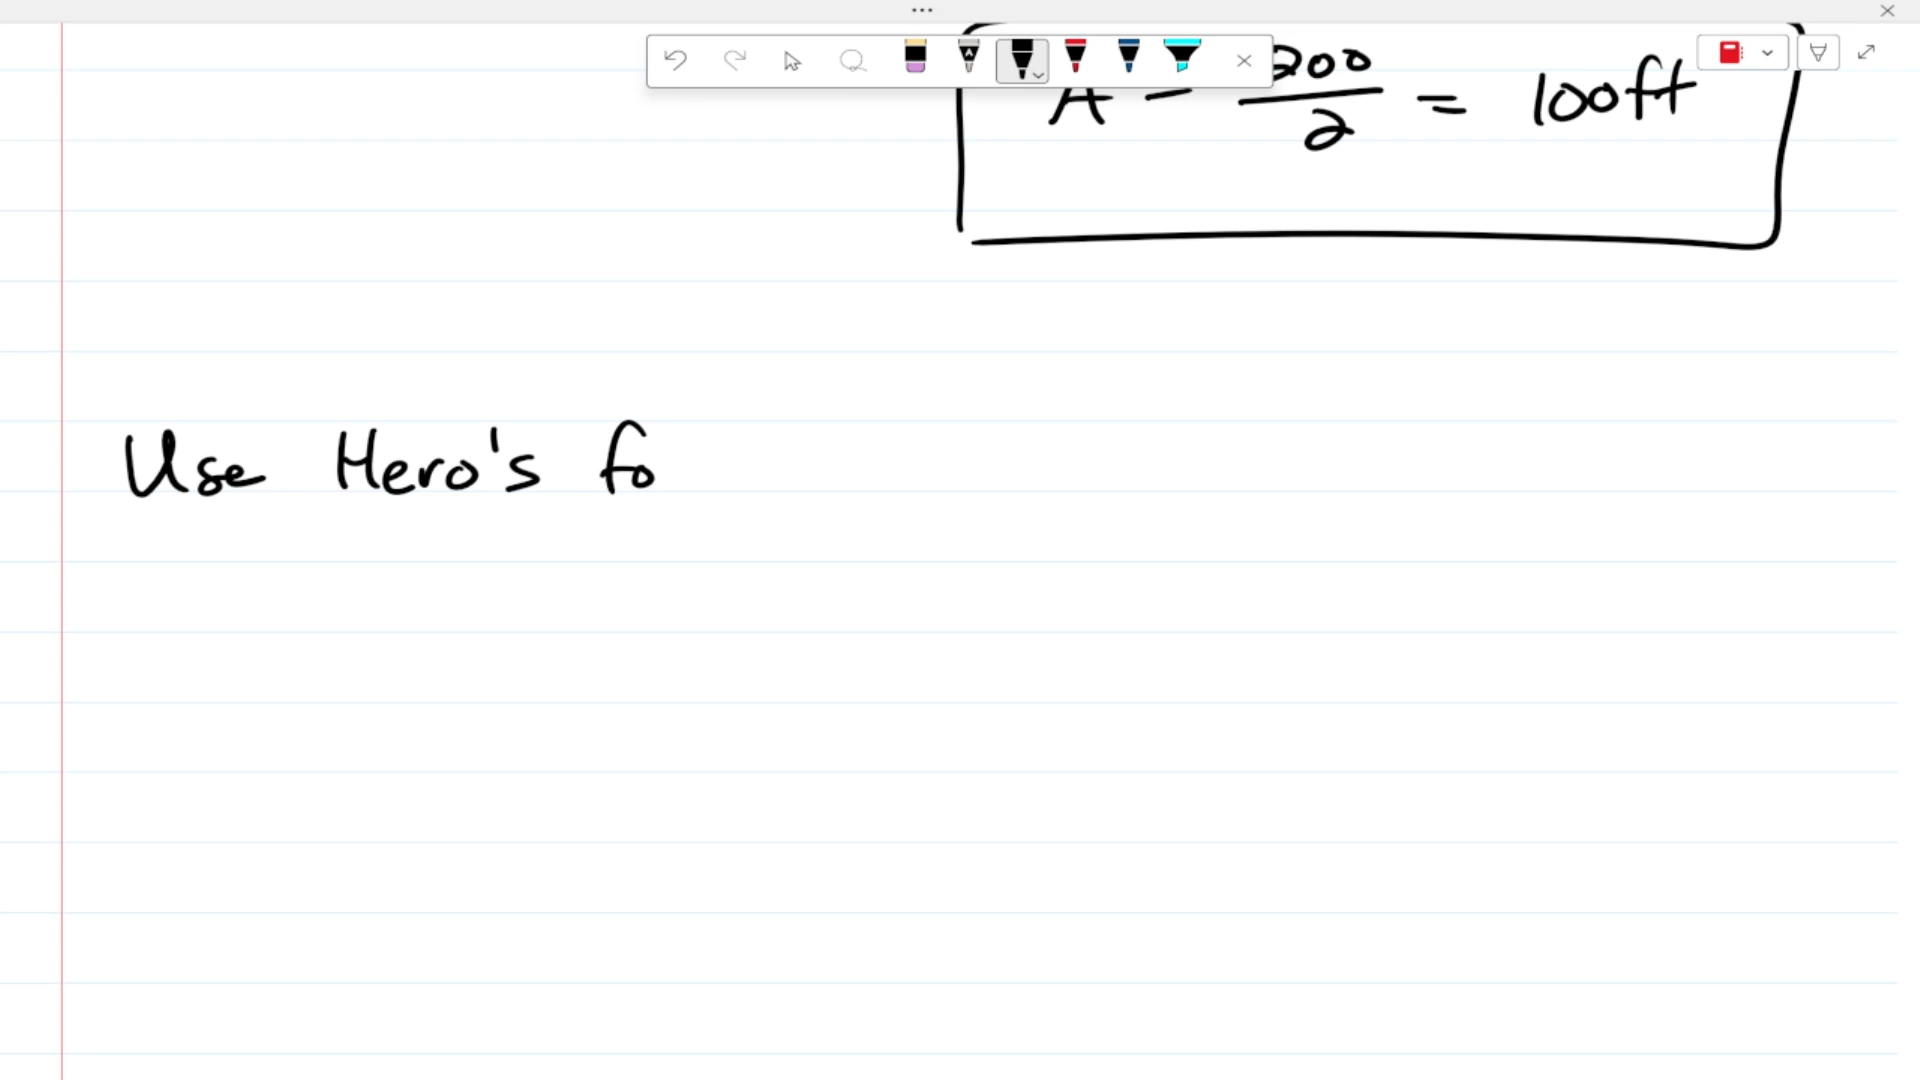 A = 200/2 = 100ft
Use Hero's fo